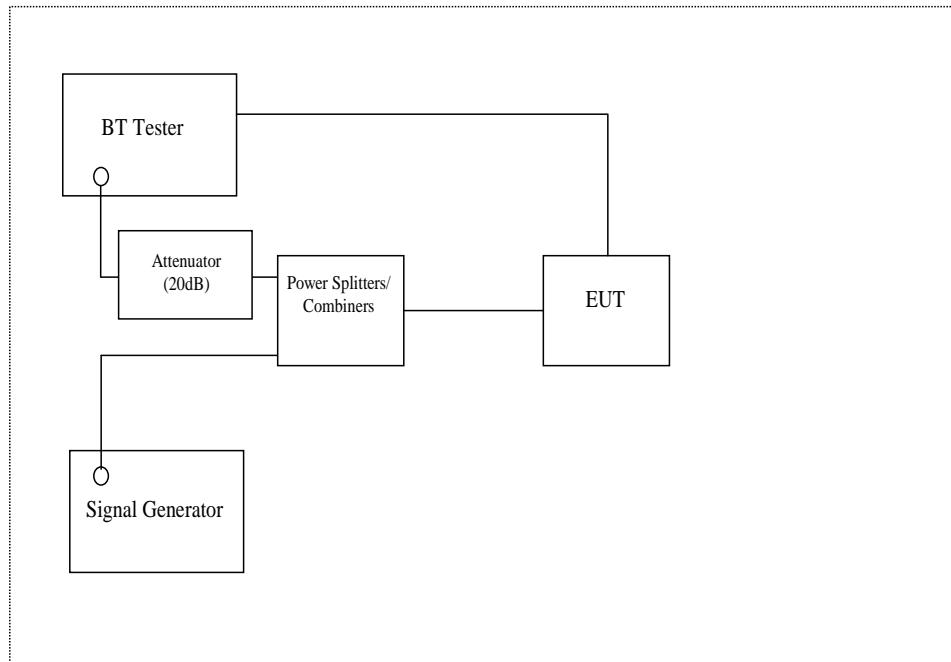 BT Tester
Attenuator
(20dB)
Power Splitters/
Combiners
EUT
Signal Generator